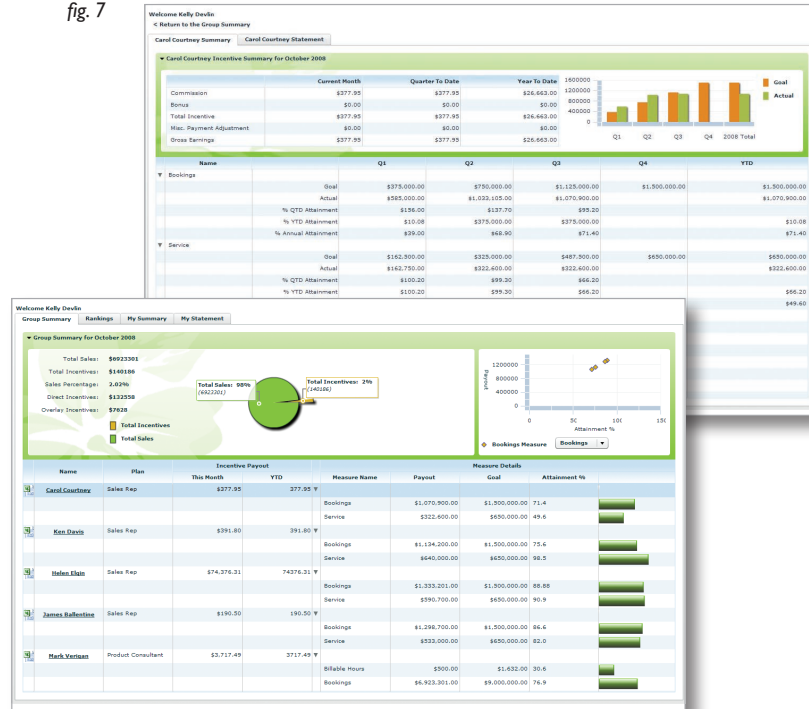 fig. 7
Welcome Kelly Devlin
< Return to the Group Summary
Carol Courtney Summary Carol Courtney Statement
Carol Courtney Incentive Summary for October 2008
Current Month Quarter To Date Year To Date
Commission $377.95 $377.95 $26,663.00
Bonus $0.00 $0.00 $0.00
Total Incentive $377.95 $377.95 $26,663.00
Misc. Payment Adjustment $0.00 $0.00 $0.00
Gross Earnings $377.95 $377.95 $26,663.00
1600000
1200000
800000
400000
0
Q1 Q2 Q3 Q4 2008 Total
Goal
Actual
Name Q1 Q2 Q3 Q4 YTD
Bookings
Goal $375,000.00 $750,000.00 $1,125,000.00 $1,500,000.00 $1,500,000.00
Actual $585,000.00 $1,033,105.00 $1,070,900.00 $1,070,900.00
% QTD Attainment $156.00 $137.70 $95.20
% YTD Attainment $10.08 $375,000.00 $375,000.00 $10.08
% Annual Attainment $39.00 $68.90 $71.40 $71.40
Service
Goal $162,500.00 $325,000.00 $487,500.00 $650,000.00 $650,000.00
Actual $162,750.00 $322,600.00 $322,600.00 $322,600.00
% QTD Attainment $100.20 $99.30 $66.20
% YTD Attainment $100.20 $99.30 $66.20 $66.20
$49.60
Welcome Kelly Devlin
Group Summary Rankings My Summary My Statement
Group Summary for October 2008
Total Sales: $6923301
Total Incentives: $140186
Sales Percentage: 2.02%
Direct Incentives: $132558
Overlay Incentives: $7628
Total Incentives
Total Sales
Total Sales: 98%
(6923301)
Total Incentives: 2%
(140186)
Payout
1200000
800000
400000
0
0 50 100 150
Attainment %
Bookings Measure Bookings
Name Plan Incentive Payout Measure Details
This Month YTD Measure Name Payout Goal Attainment %
Carol Courtney Sales Rep $377.95 377.95
Bookings $1,070,900.00 $1,500,000.00 71.4
Service $322,600.00 $650,000.00 49.6
Ken Davis Sales Rep $391.80 391.80
Bookings $1,134,200.00 $1,500,000.00 75.6
Service $640,000.00 $650,000.00 98.5
Helen Elgin Sales Rep $74,376.31 74376.31
Bookings $1,333,201.00 $1,500,000.00 88.88
Service $590,700.00 $650,000.00 90.9
James Ballentine Sales Rep $190.50 190.50
Bookings $1,298,700.00 $1,500,000.00 86.6
Service $533,000.00 $650,000.00 82.0
Mark Verigan Product Consultant $3,717.49 3717.49
Billable Hours $500.00 $1,632.00 30.6
Bookings $6,923,301.00 $9,000,000.00 76.9